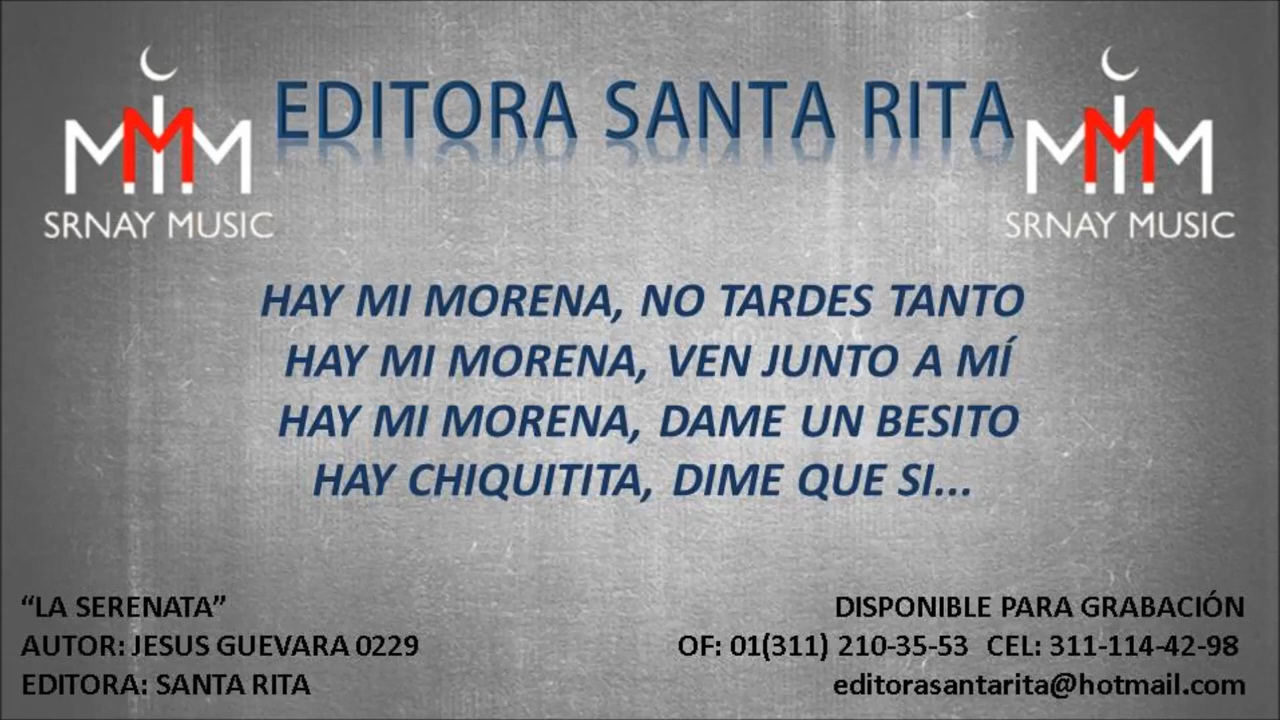 EDITORA SANTA RITA
SRNAY MUSIC
SRNAY MUSIC
HAY MI MORENA, NO TARDES TANTO
HAY MI MORENA, VEN JUNTO A MÍ
HAY MI MORENA, DAME UN BESITO
HAY CHIQUITITA, DIME QUE SI...
“LA SERENATA”
AUTOR: JESUS GUEVARA 0229
EDITORA: SANTA RITA
DISPONIBLE PARA GRABACIÓN
OF: 01(311) 210-35-53 CEL: 311-114-42-98
editorasantarita@hotmail.com